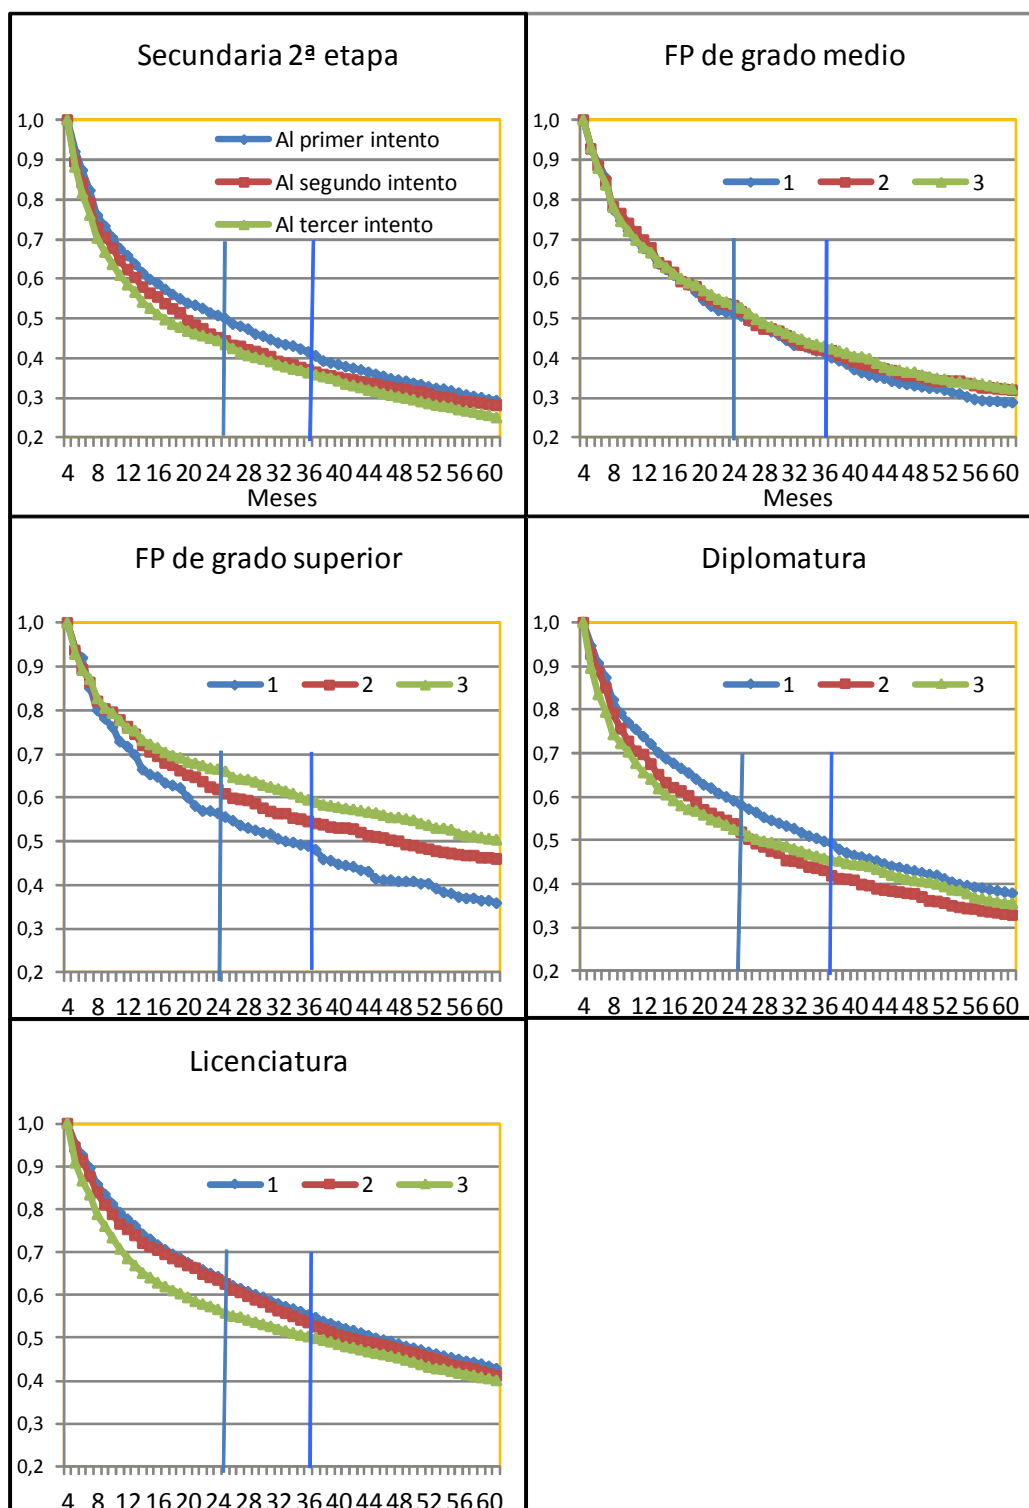 Secundaria 2ª etapa
1,0
0,9
0,8
0,7
0,6
0,5
0,4
0,3
0,2
Al primer intento
Al segundo intento
Al tercer intento
4 8 12 16 20 24 28 32 36 40 44 48 52 56 60
Meses
FP de grado medio
1,0
0,9
0,8
0,7
0,6
0,5
0,4
0,3
0,2
1 2 3
4 8 12 16 20 24 28 32 36 40 44 48 52 56 60
Meses
FP de grado superior
1,0
0,9
0,8
0,7
0,6
0,5
0,4
0,3
0,2
1 2 3
4 8 12 16 20 24 28 32 36 40 44 48 52 56 60
Diplomatura
1,0
0,9
0,8
0,7
0,6
0,5
0,4
0,3
0,2
1 2 3
4 8 12 16 20 24 28 32 36 40 44 48 52 56 60
Licenciatura
1,0
0,9
0,8
0,7
0,6
0,5
0,4
0,3
0,2
1 2 3
4 8 12 16 20 24 28 32 36 40 44 48 52 56 60